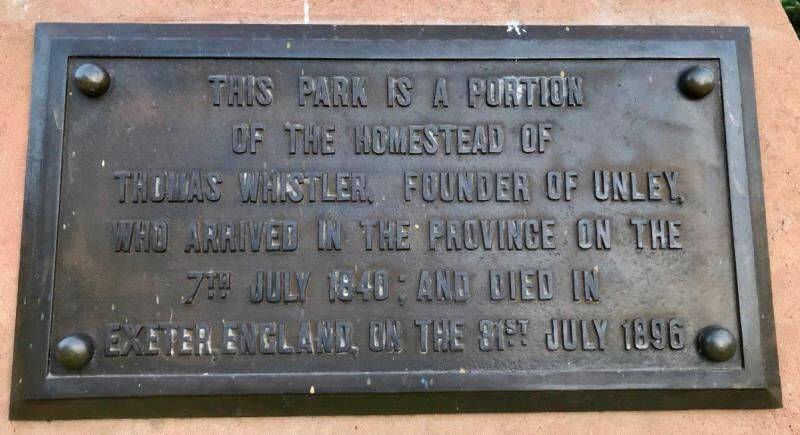 THIS PARK IS A PORTION
OF THE HOMESTEAD OF
THOMAS WHISTLER, FOUNDER OF UNLEY,
WHO ARRIVED IN THE PROVINCE ON THE
7TH JULY 1840; AND DIED IN
EXETER, ENGLAND, ON THE 31ST JULY 1896